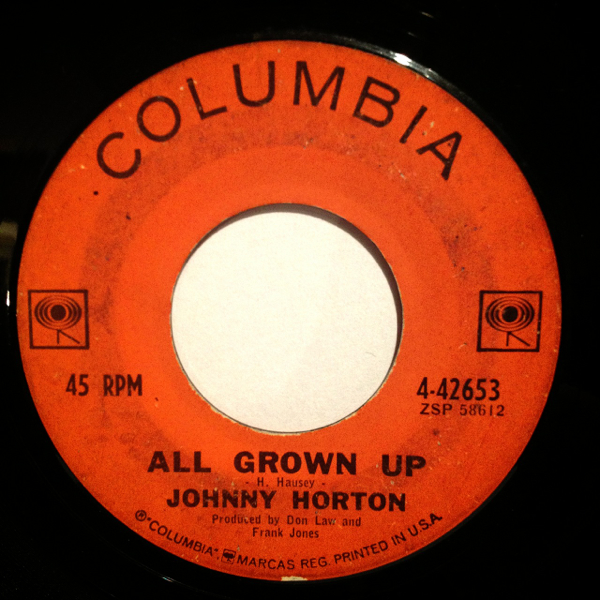 COLUMBIA
45 RPM
4-42653
ZSP 58612
ALL GROWN UP
- H. Hausey -
JOHNNY HORTON
Produced by Don Law and
Frank Jones
® "COLUMBIA", MARCAS REG. PRINTED IN U.S.A.